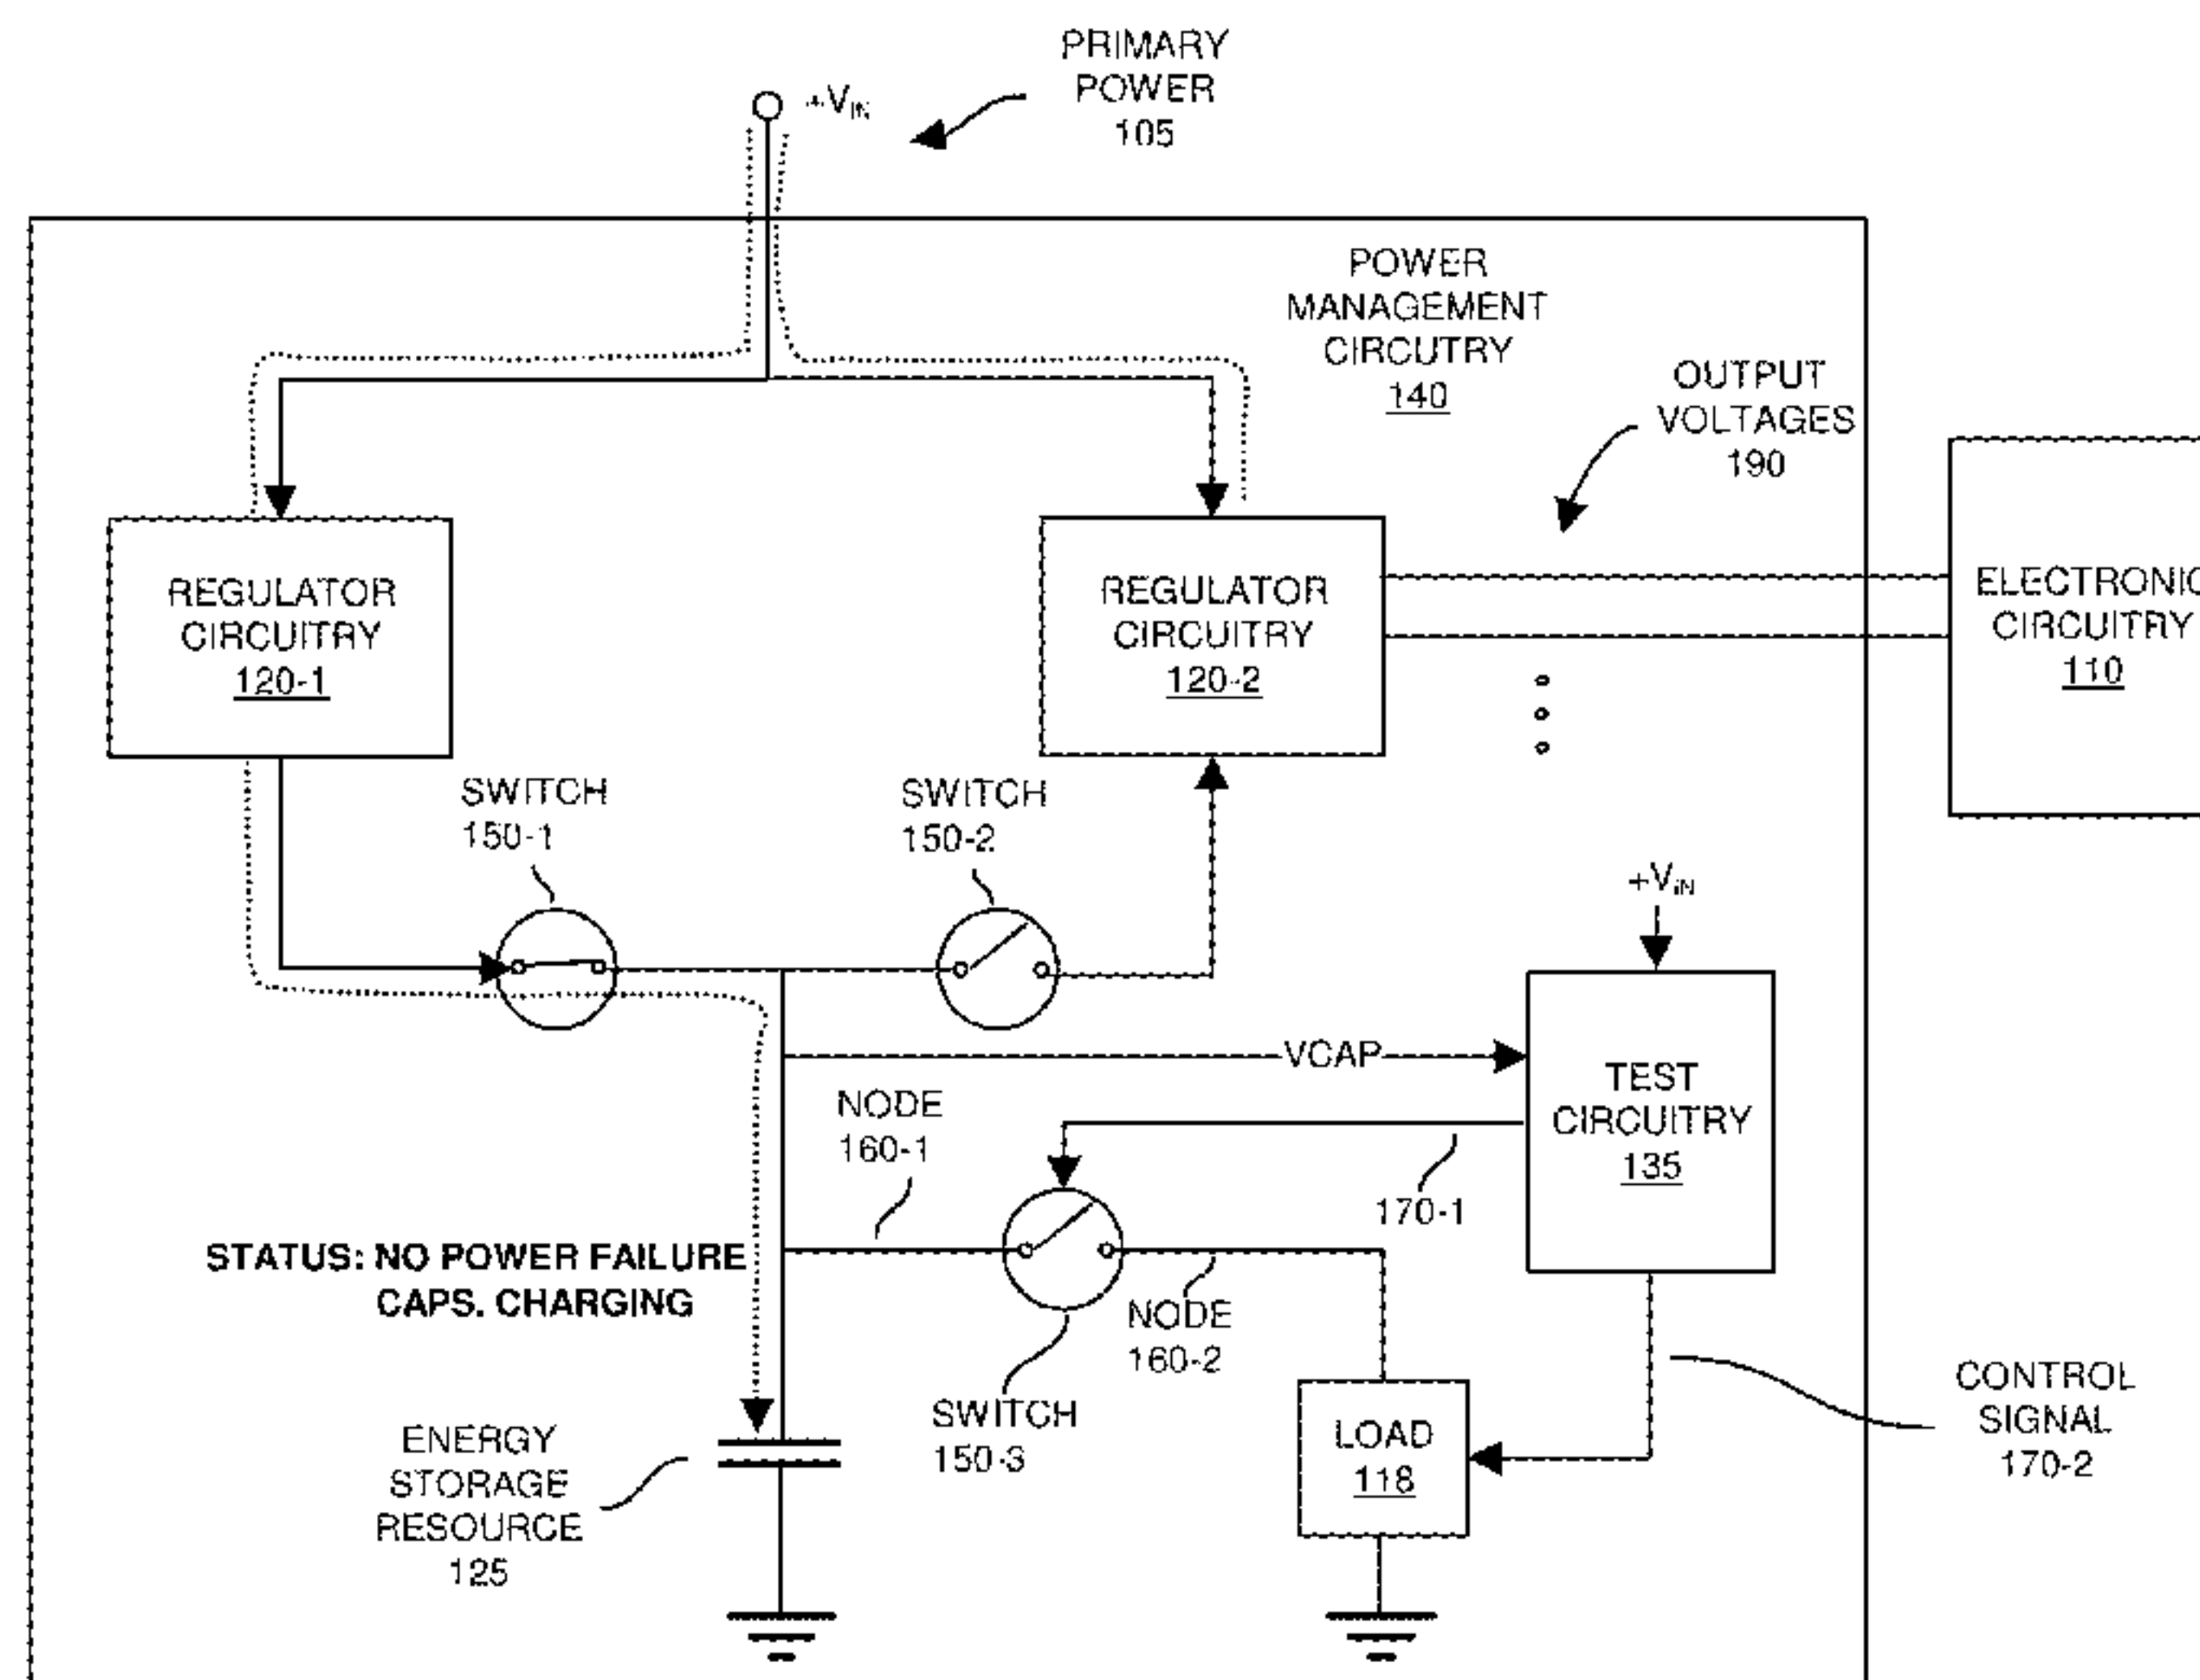 PRIMARY
POWER
105
+VIN
POWER
MANAGEMENT
CIRCUTRY
140
OUTPUT
VOLTAGES
190
REGULATOR
CIRCUITRY
120-1
REGULATOR
CIRCUITRY
120-2
ELECTRONIC
CIRCUITRY
110
SWITCH
150-1
SWITCH
150-2
+VIN
VCAP
TEST
CIRCUITRY
135
NODE
160-1
170-1
STATUS: NO POWER FAILURE
CAPS. CHARGING
NODE
160-2
SWITCH
150-3
LOAD
118
CONTROL
SIGNAL
170-2
ENERGY
STORAGE
RESOURCE
125